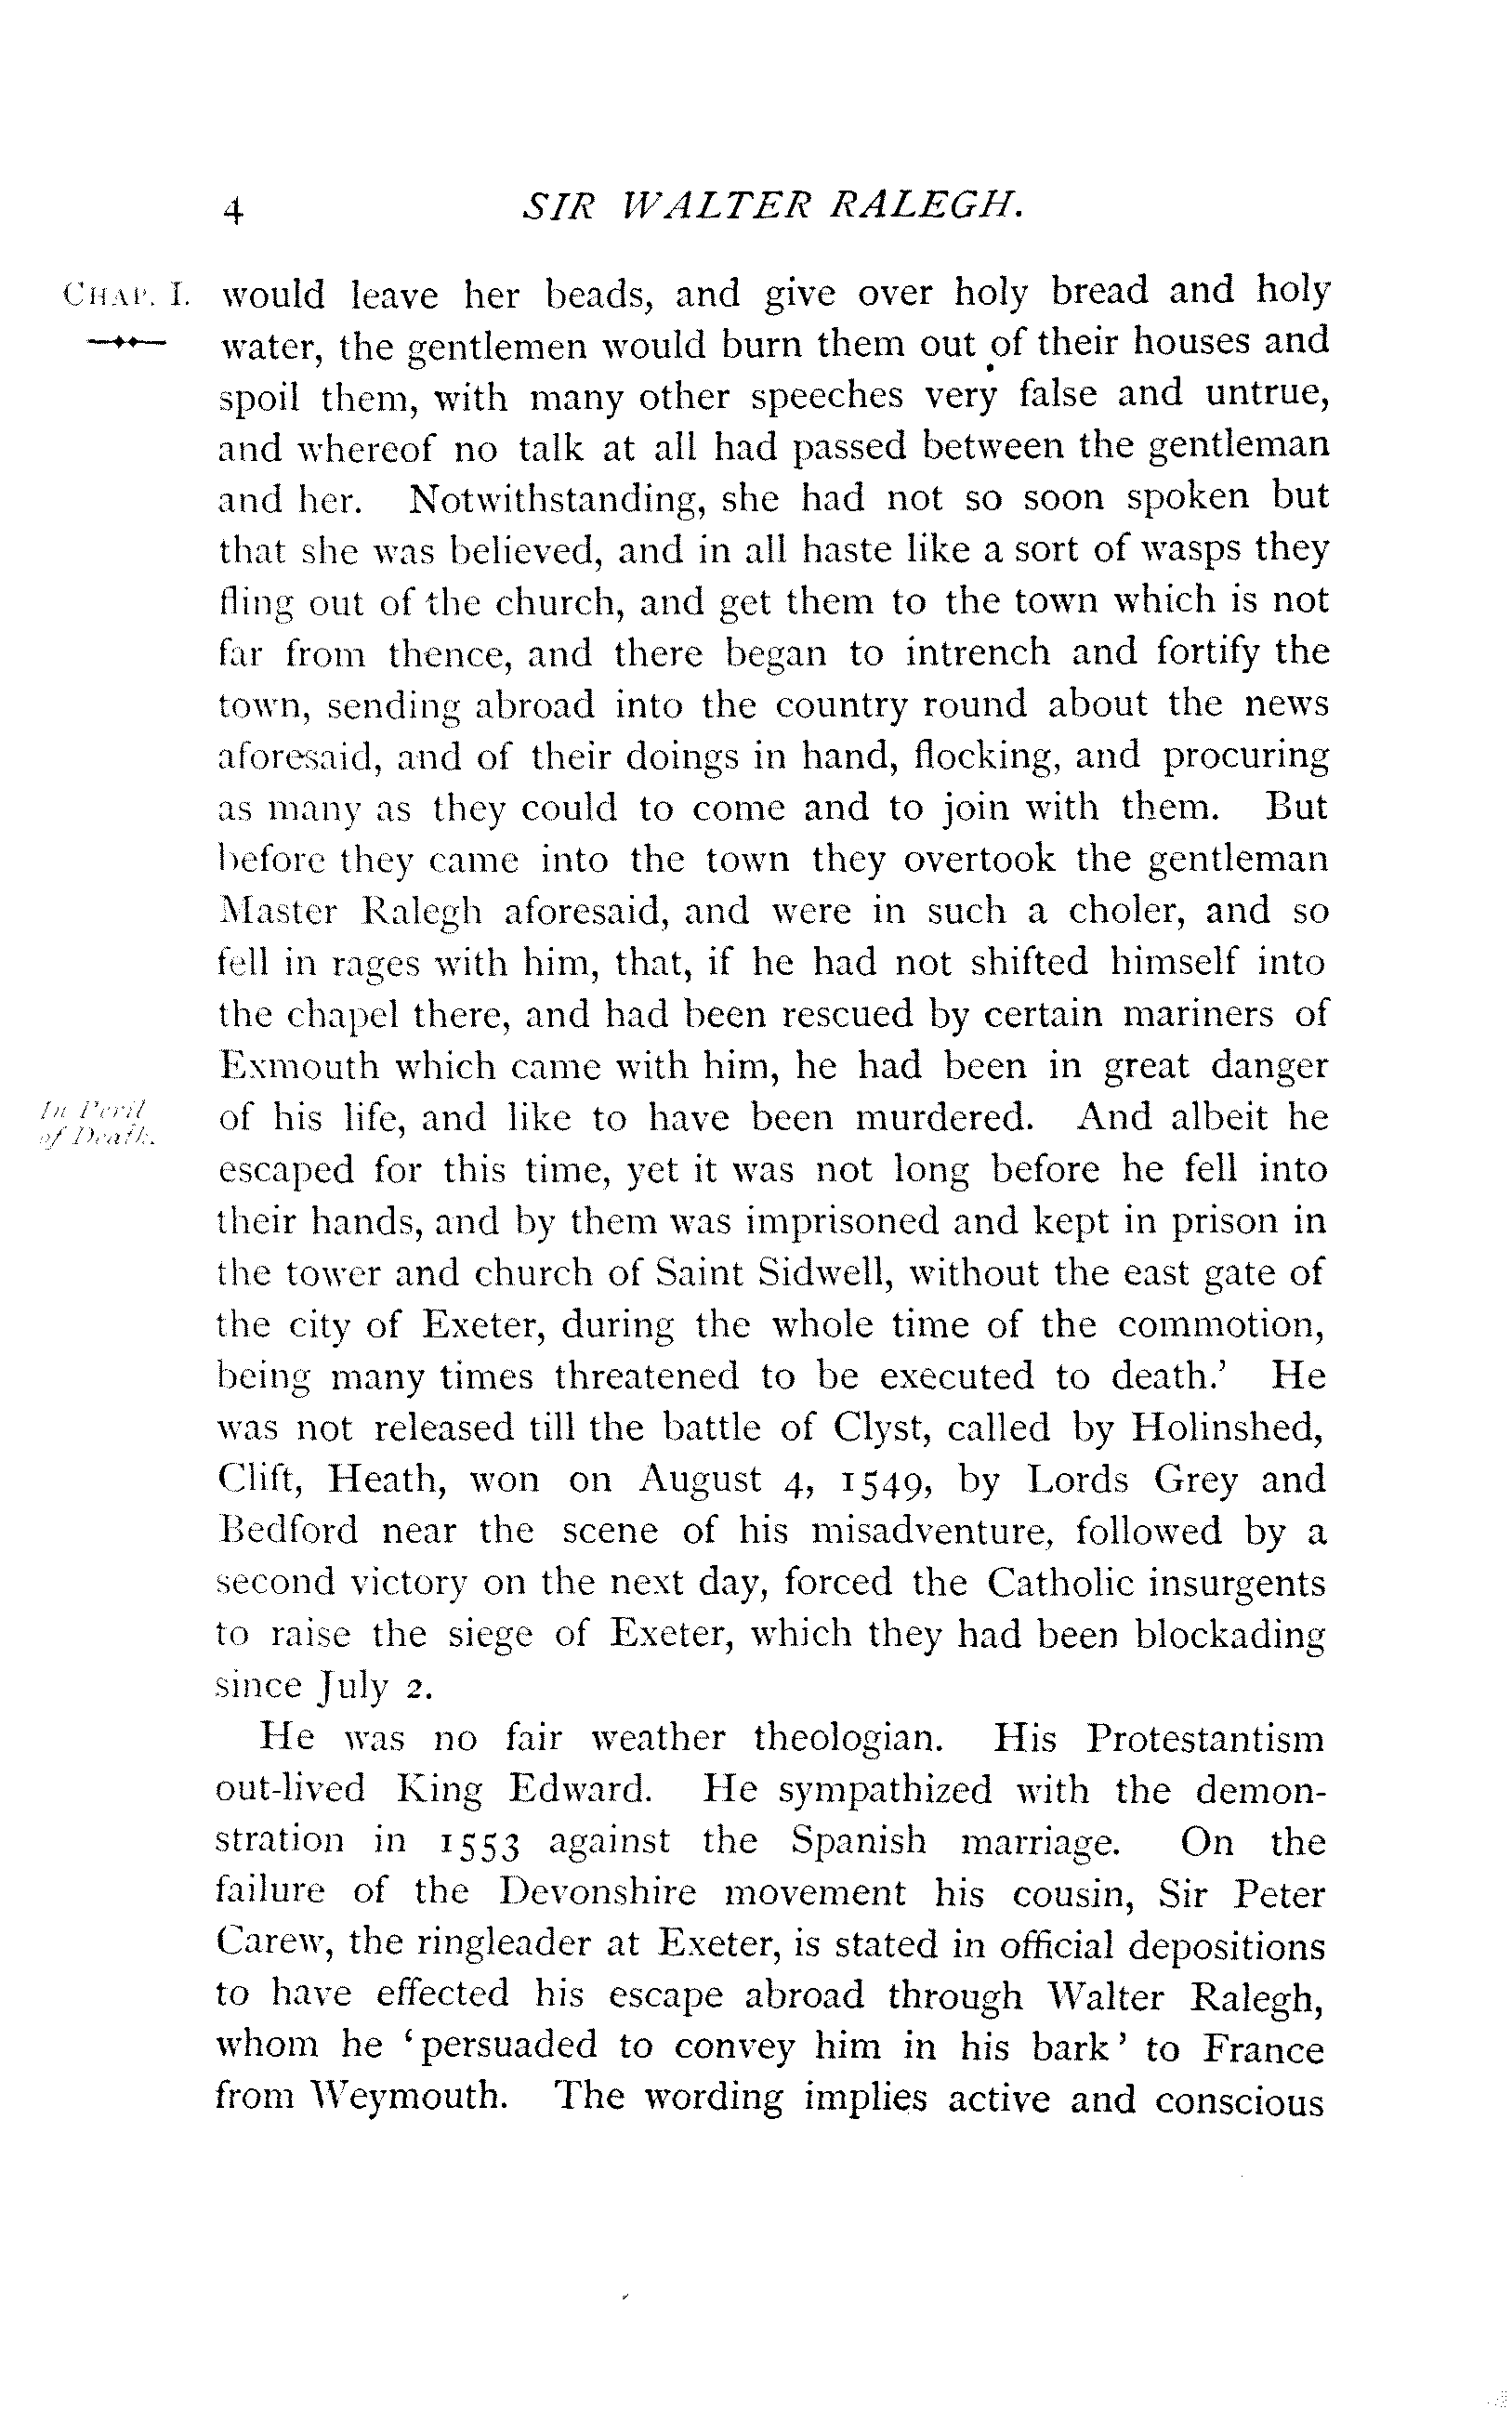 4 SIR WALTER RALEGH.
CHAP. I. would leave her beads, and give over holy bread and holy
water, the gentlemen would burn them out of their houses and
spoil them, with many other speeches very false and untrue,
and whereof no talk at all had passed between the gentleman
and her. Notwithstanding, she had not so soon spoken but
that she was believed, and in all haste like a sort of wasps they
fling out of the church, and get them to the town which is not
far from thence, and there began to intrench and fortify the
town, sending abroad into the country round about the news
aforesaid, and of their doings in hand, flocking, and procuring
as many as they could to come and to join with them. But
before they came into the town they overtook the gentleman
Master Ralegh aforesaid, and were in such a choler, and so
fell in rages with him, that, if he had not shifted himself into
the chapel there, and had been rescued by certain mariners of
Exmouth which came with him, he had been in great danger
In Peril
of Death.
of his life, and like to have been murdered. And albeit he
escaped for this time, yet it was not long before he fell into
their hands, and by them was imprisoned and kept in prison in
the tower and church of Saint Sidwell, without the east gate of
the city of Exeter, during the whole time of the commotion,
being many times threatened to be executed to death.’ He
was not released till the battle of Clyst, called by Holinshed,
Clift, Heath, won on August 4, 1549, by Lords Grey and
Bedford near the scene of his misadventure, followed by a
second victory on the next day, forced the Catholic insurgents
to raise the siege of Exeter, which they had been blockading
since July 2.
He was no fair weather theologian. His Protestantism
out-lived King Edward. He sympathized with the demon-
stration in 1553 against the Spanish marriage. On the
failure of the Devonshire movement his cousin, Sir Peter
Carew, the ringleader at Exeter, is stated in official depositions
to have effected his escape abroad through Walter Ralegh,
whom he ‘persuaded to convey him in his bark’ to France
from Weymouth. The wording implies active and conscious